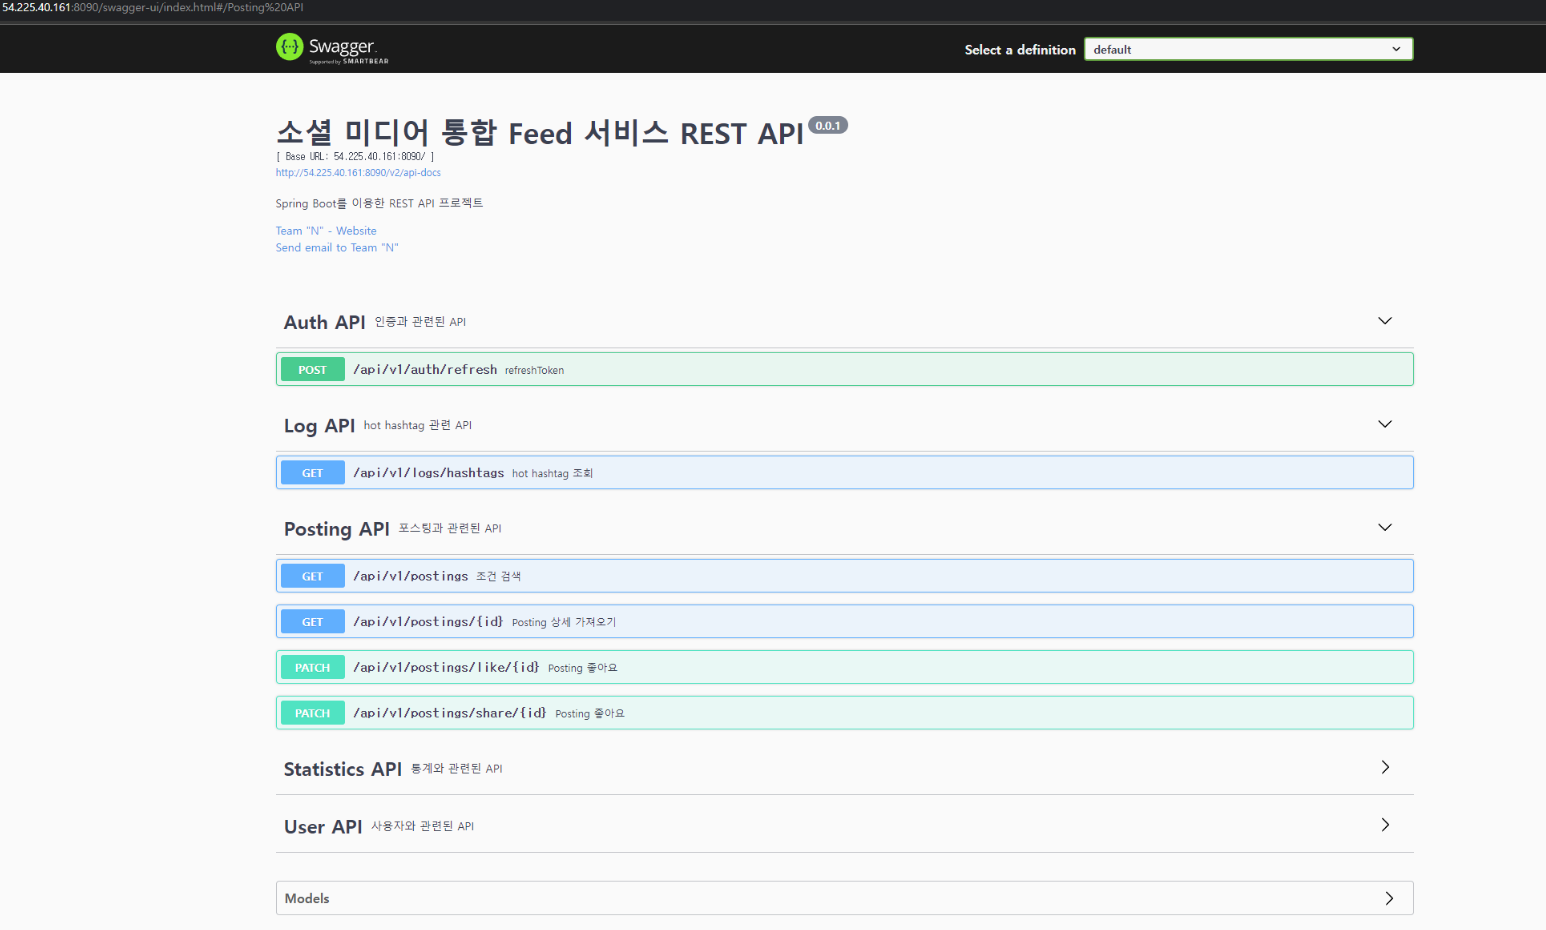 54.225.40.161:8090/swagger-ui/index.html#/Posting%20API
Swagger.
Supported by SMARTBEAR
Select a definition default
소셜 미디어 통합 Feed 서비스 REST API 0.0.1
[ Base URL: 54.225.40.161:8090/ ]
http://54.225.40.161:8090/v2/api-docs
Spring Boot를 이용한 REST API 프로젝트
Team "N" - Website
Send email to Team "N"
Auth API 인증과 관련된 API
POST /api/v1/auth/refresh refreshToken
Log API hot hashtag 관련 API
GET /api/v1/logs/hashtags hot hashtag 조회
Posting API 포스팅과 관련된 API
GET /api/v1/postings 조건 검색
GET /api/v1/postings/{id} Posting 상세 가져오기
PATCH /api/v1/postings/like/{id} Posting 좋아요
PATCH /api/v1/postings/share/{id} Posting 좋아요
Statistics API 통계와 관련된 API
User API 사용자와 관련된 API
Models